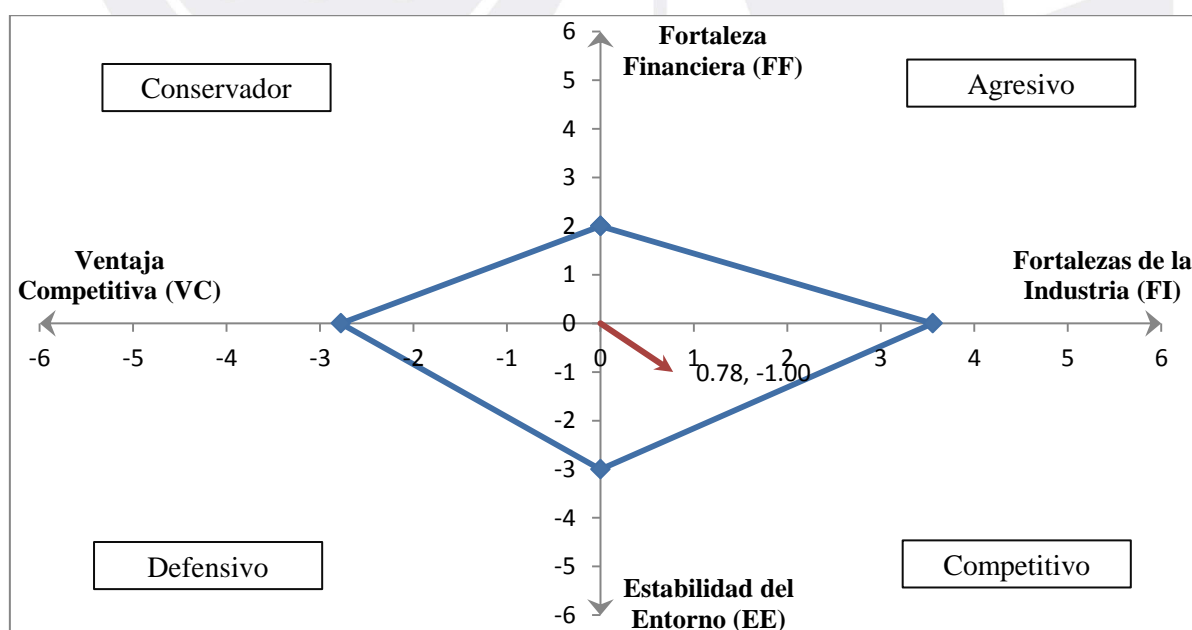 6
Fortaleza
Financiera (FF)
Conservador
Agresivo
5
4
3
2
1
Ventaja
Competitiva (VC)
Fortalezas de la
Industria (FI)
0
-6 -5 -4 -3 -2 -1 0 1 2 3 4 5 6
-1
0.78, -1.00
-2
-3
-4
Defensivo
Competitivo
-5
Estabilidad del
Entorno (EE)
-6